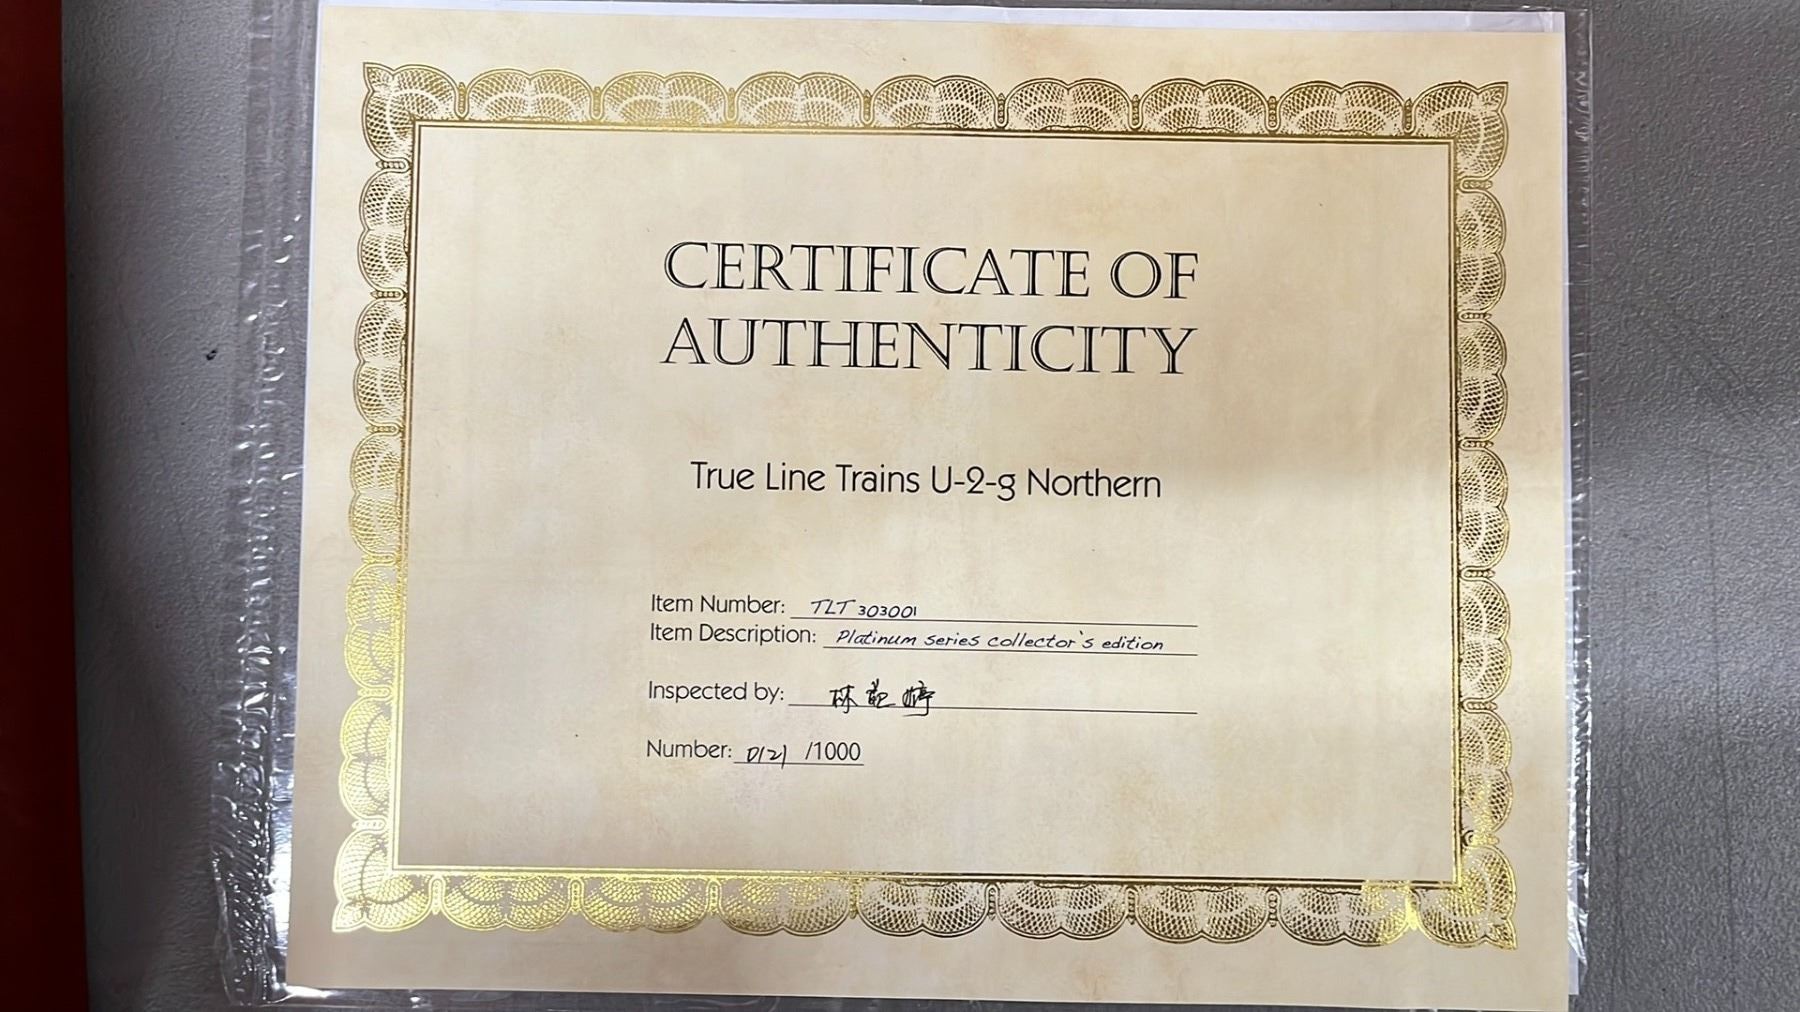 CERTIFICATE OF
AUTHENTICITY
True Line Trains U-2-g Northern
Item Number: TLT 303001
Item Description: Platinum series collector's edition
Inspected by: 林
Number: 0121 /1000